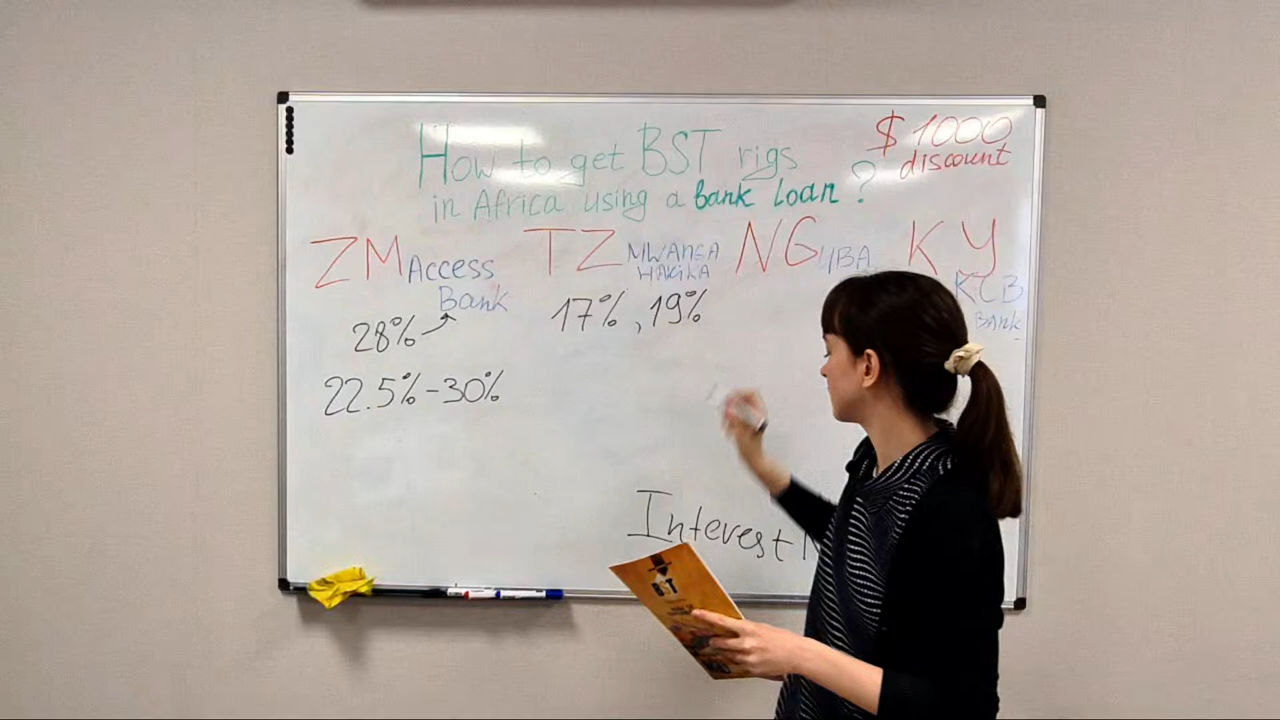 How to get BST rigs
in Africa using a bank loan?
$1000
discount
ZM Access
Bank
TZ MWANGA
HAKIKA
NG UBA
KY
KCB
BANK
28%
17%, 19%
22.5%-30%
Interest
BST